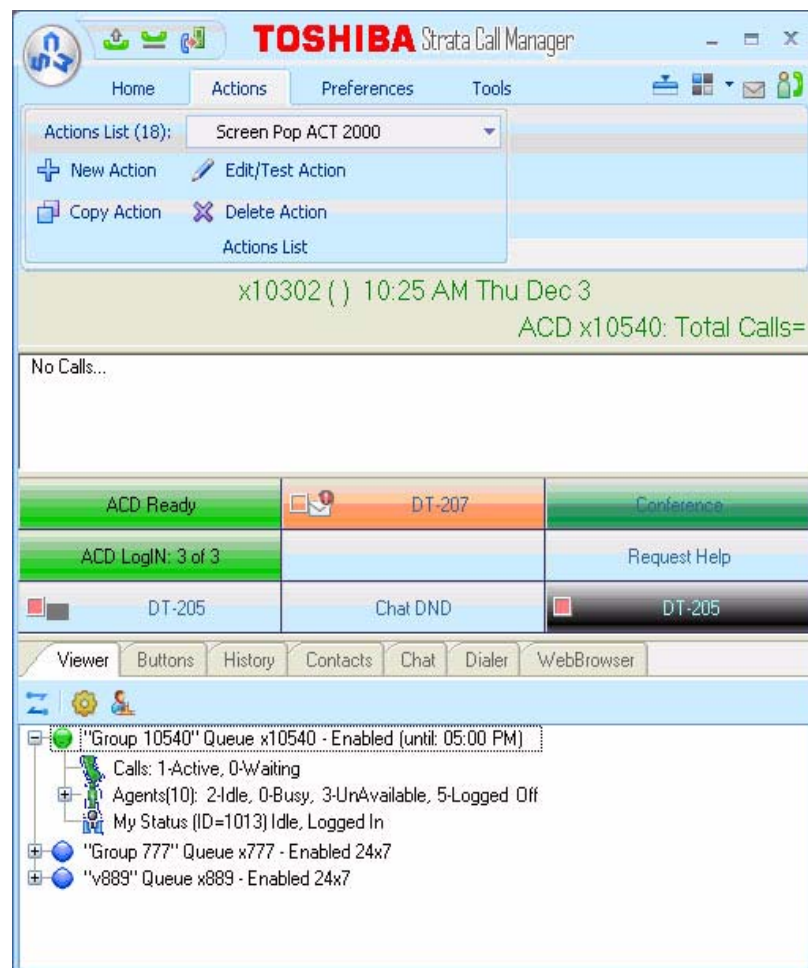 TOSHIBA Strata Call Manager
Home Actions Preferences Tools
Actions List (18): Screen Pop ACT 2000
New Action Edit/Test Action
Copy Action Delete Action
Actions List
x10302 ( ) 10:25 AM Thu Dec 3
ACD x10540: Total Calls=
No Calls...
ACD Ready DT-207 Conference
ACD LogIN: 3 of 3 Request Help
DT-205 Chat DND DT-205
Viewer Buttons History Contacts Chat Dialer WebBrowser
"Group 10540" Queue x10540 - Enabled (until: 05:00 PM)
Calls: 1-Active, 0-Waiting
Agents(10): 2-Idle, 0-Busy, 3-UnAvailable, 5-Logged Off
My Status (ID=1013) Idle, Logged In
"Group 777" Queue x777 - Enabled 24x7
"v889" Queue x889 - Enabled 24x7